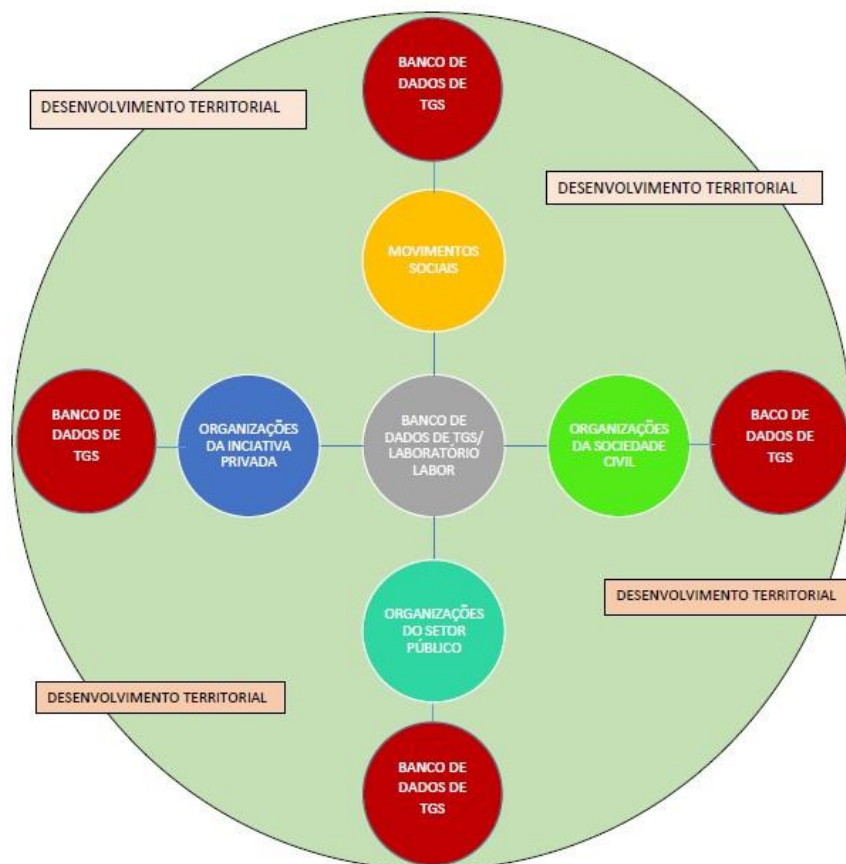 BANCO DE
DADOS DE
TGS
DESENVOLVIMENTO TERRITORIAL
DESENVOLVIMENTO TERRITORIAL
MOVIMENTOS
SOCIAIS
BANCO DE
DADOS DE
TGS
ORGANIZAÇÕES
DA INCIATIVA
PRIVADA
BANCO DE
DADOS DE TGS/
LABORATÓRIO
LABOR
ORGANIZAÇÕES
DA SOCIEDADE
CIVIL
BACO DE
DADOS DE
TGS
DESENVOLVIMENTO TERRITORIAL
ORGANIZAÇÕES
DO SETOR
PÚBLICO
DESENVOLVIMENTO TERRITORIAL
BANCO DE
DADOS DE
TGS